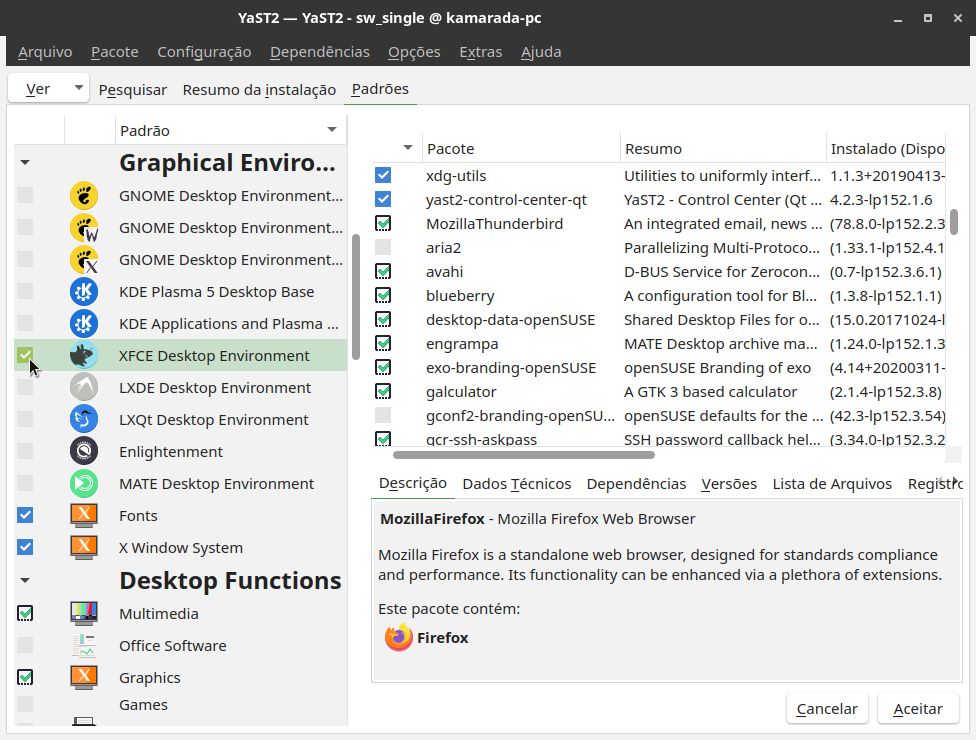 YaST2 — YaST2 - sw_single @ kamarada-pc
Arquivo Pacote Configuração Dependências Opções Extras Ajuda
Ver Pesquisar Resumo da instalação Padrões
Padrão
Graphical Enviro...
GNOME Desktop Environment...
GNOME Desktop Environment...
GNOME Desktop Environment...
KDE Plasma 5 Desktop Base
KDE Applications and Plasma ...
XFCE Desktop Environment
LXDE Desktop Environment
LXQt Desktop Environment
Enlightenment
MATE Desktop Environment
Fonts
X Window System
Desktop Functions
Multimedia
Office Software
Graphics
Games
Pacote Resumo Instalado (Dispo
xdg-utils Utilities to uniformly interf... 1.1.3+20190413-
yast2-control-center-qt YaST2 - Control Center (Qt ... 4.2.3-lp152.1.6
MozillaThunderbird An integrated email, news ... (78.8.0-lp152.2.3
aria2 Parallelizing Multi-Protoco... (1.33.1-lp152.4.1
avahi D-BUS Service for Zerocon... (0.7-lp152.3.6.1)
blueberry A configuration tool for Bl... (1.3.8-lp152.1.1)
desktop-data-openSUSE Shared Desktop Files for o... (15.0.20171024-l
engrampa MATE Desktop archive ma... (1.24.0-lp152.1.3
exo-branding-openSUSE openSUSE Branding of exo (4.14+20200311-
galculator A GTK 3 based calculator (2.1.4-lp152.3.8)
gconf2-branding-openSU... openSUSE defaults for the ... (42.3-lp152.3.54)
gcr-ssh-askpass SSH password callback hel... (3.34.0-lp152.3.2
Descrição Dados Técnicos Dependências Versões Lista de Arquivos Registro
MozillaFirefox - Mozilla Firefox Web Browser
Mozilla Firefox is a standalone web browser, designed for standards compliance
and performance. Its functionality can be enhanced via a plethora of extensions.
Este pacote contém:
Firefox
Cancelar Aceitar